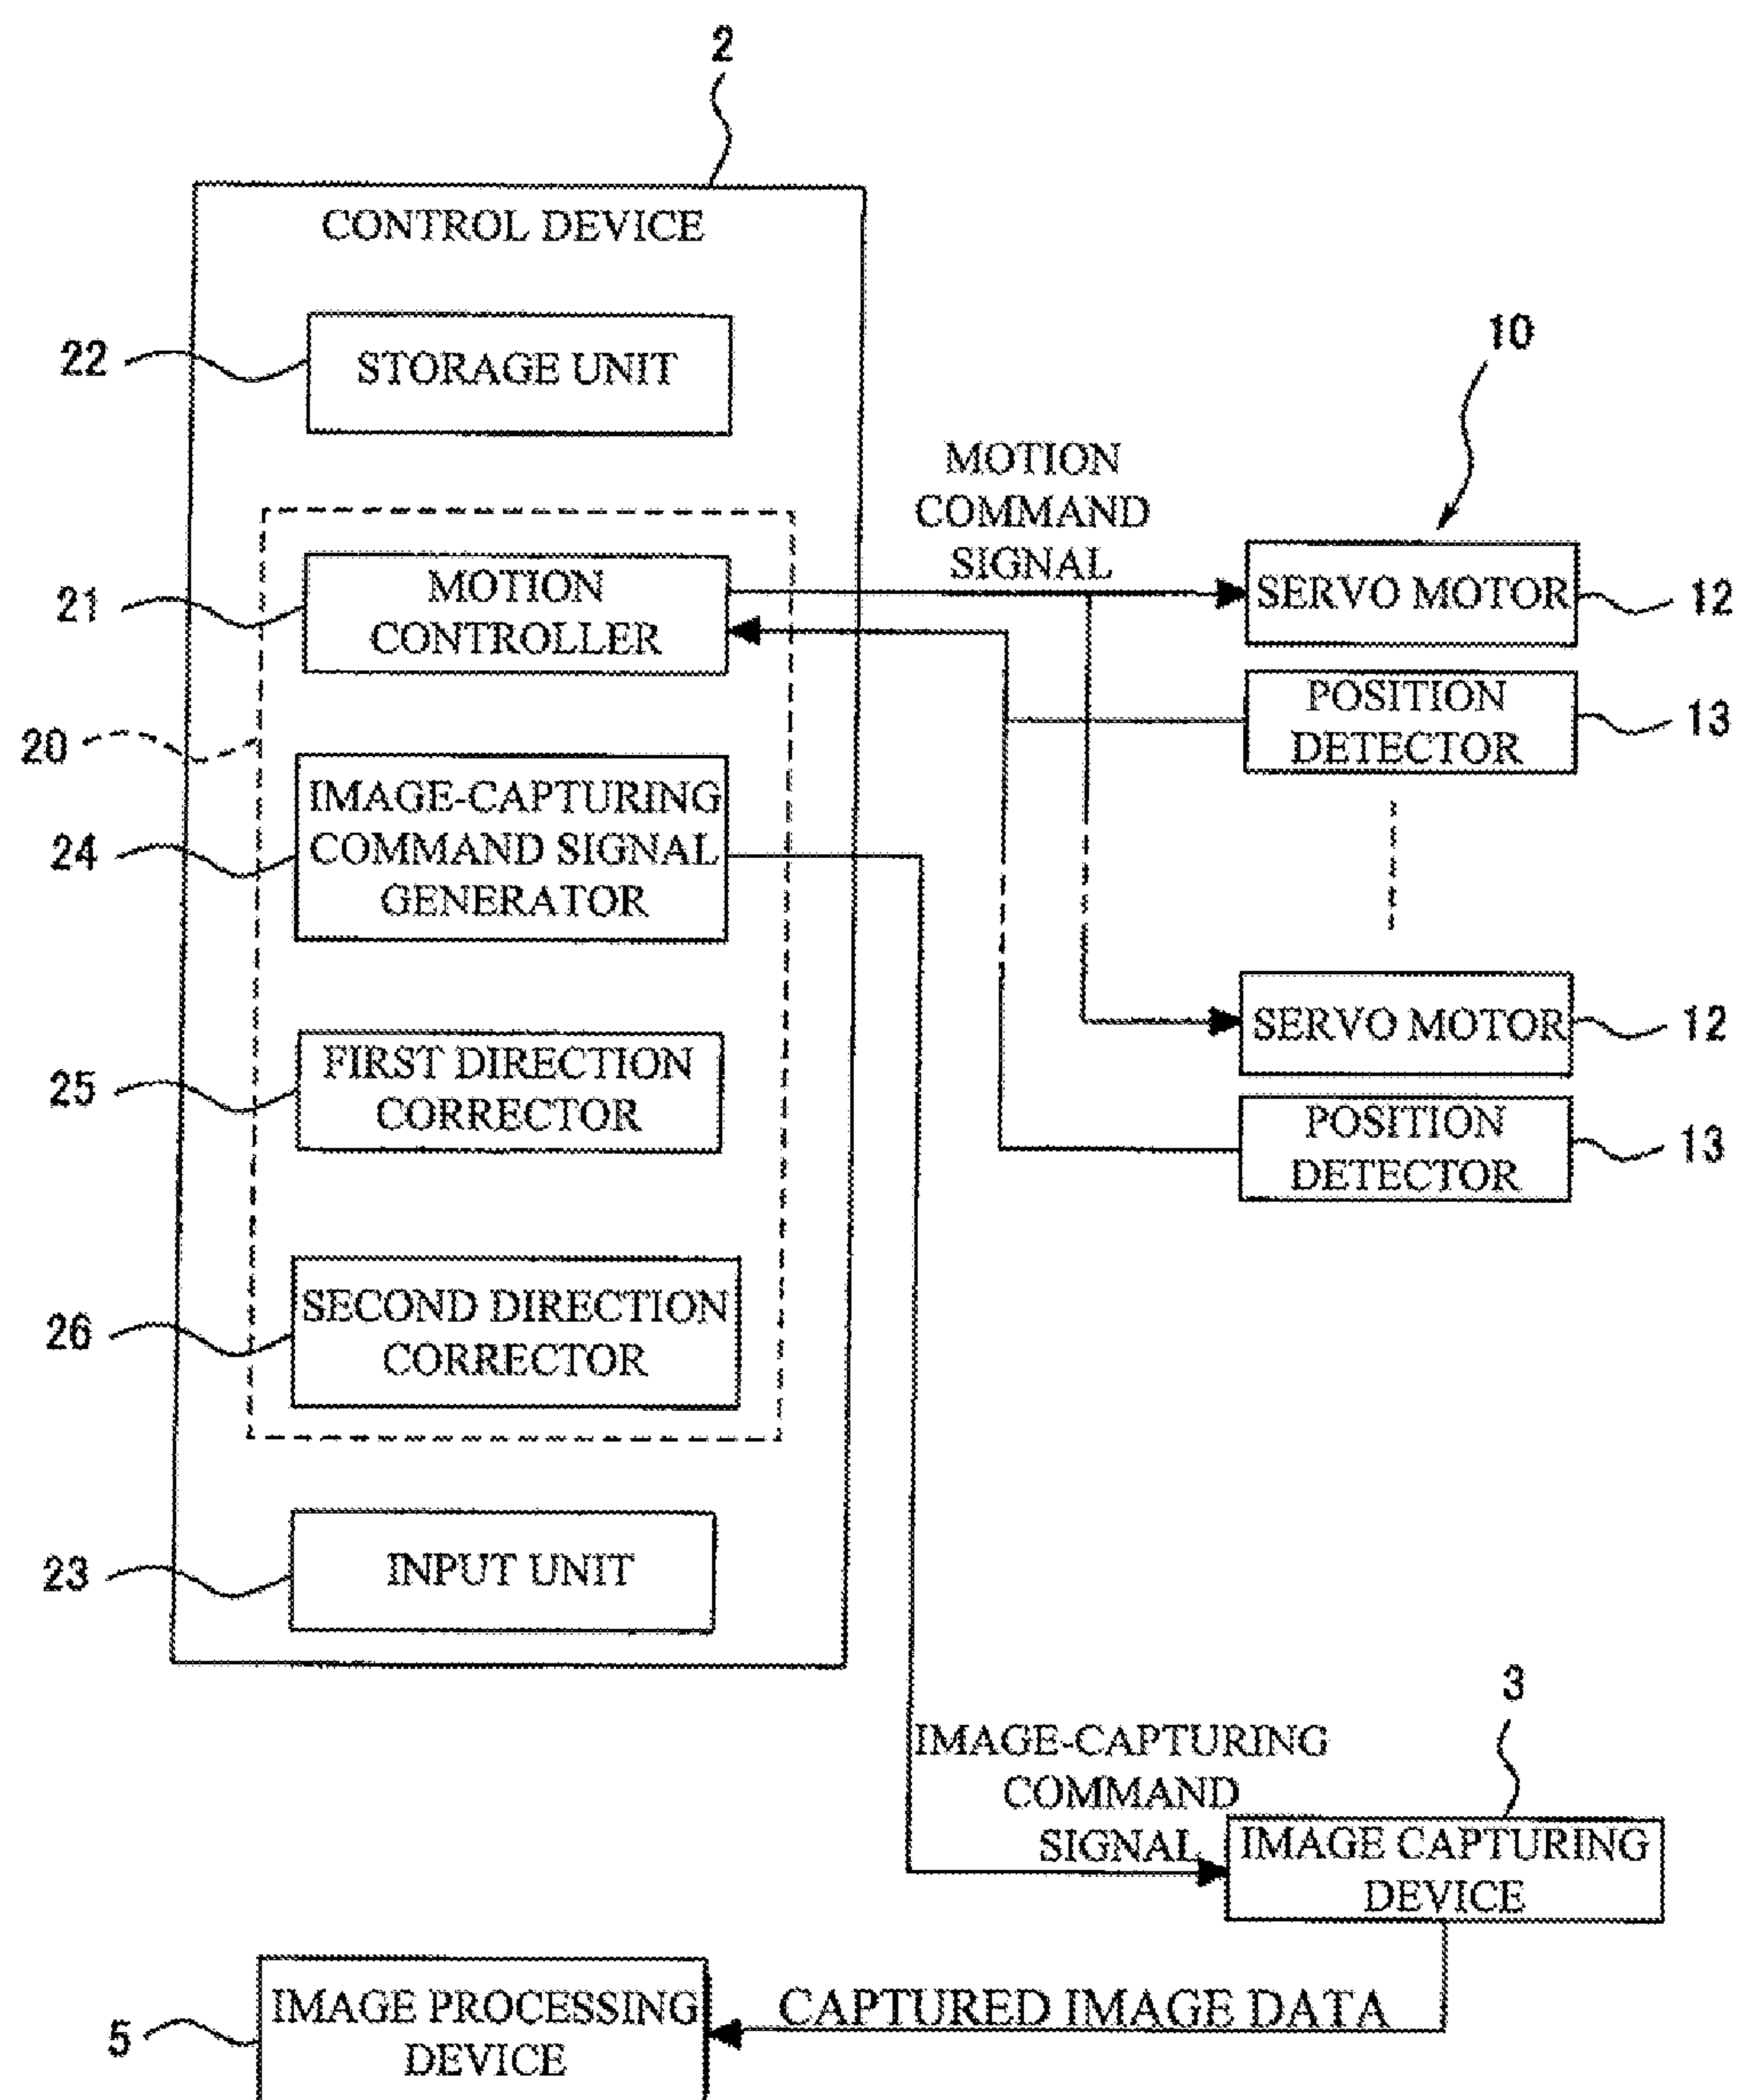 2
CONTROL DEVICE
22
STORAGE UNIT
10
MOTION
COMMAND
SIGNAL
21
MOTION
CONTROLLER
SERVO MOTOR
12
20
POSITION
DETECTOR
13
24
IMAGE-CAPTURING
COMMAND SIGNAL
GENERATOR
SERVO MOTOR
12
25
FIRST DIRECTION
CORRECTOR
POSITION
DETECTOR
13
26
SECOND DIRECTION
CORRECTOR
23
INPUT UNIT
3
IMAGE-CAPTURING
COMMAND
SIGNAL
IMAGE CAPTURING
DEVICE
5
IMAGE PROCESSING
DEVICE
CAPTURED IMAGE DATA